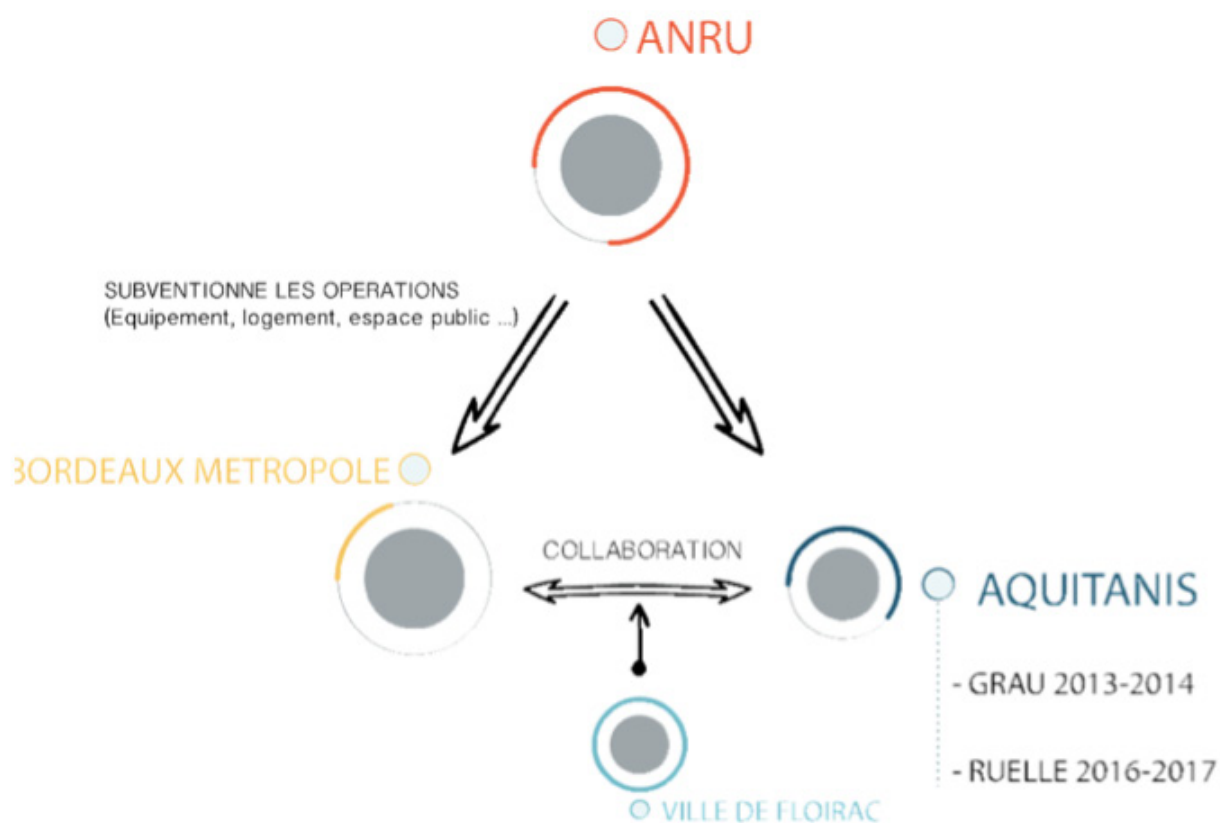 ANRU
SUBVENTIONNE LES OPERATIONS
(Equipement, logement, espace public ...)
BORDEAUX METROPOLE
COLLABORATION
AQUITANIS
- GRAU 2013-2014
- RUELLE 2016-2017
VILLE DE FLOIRAC